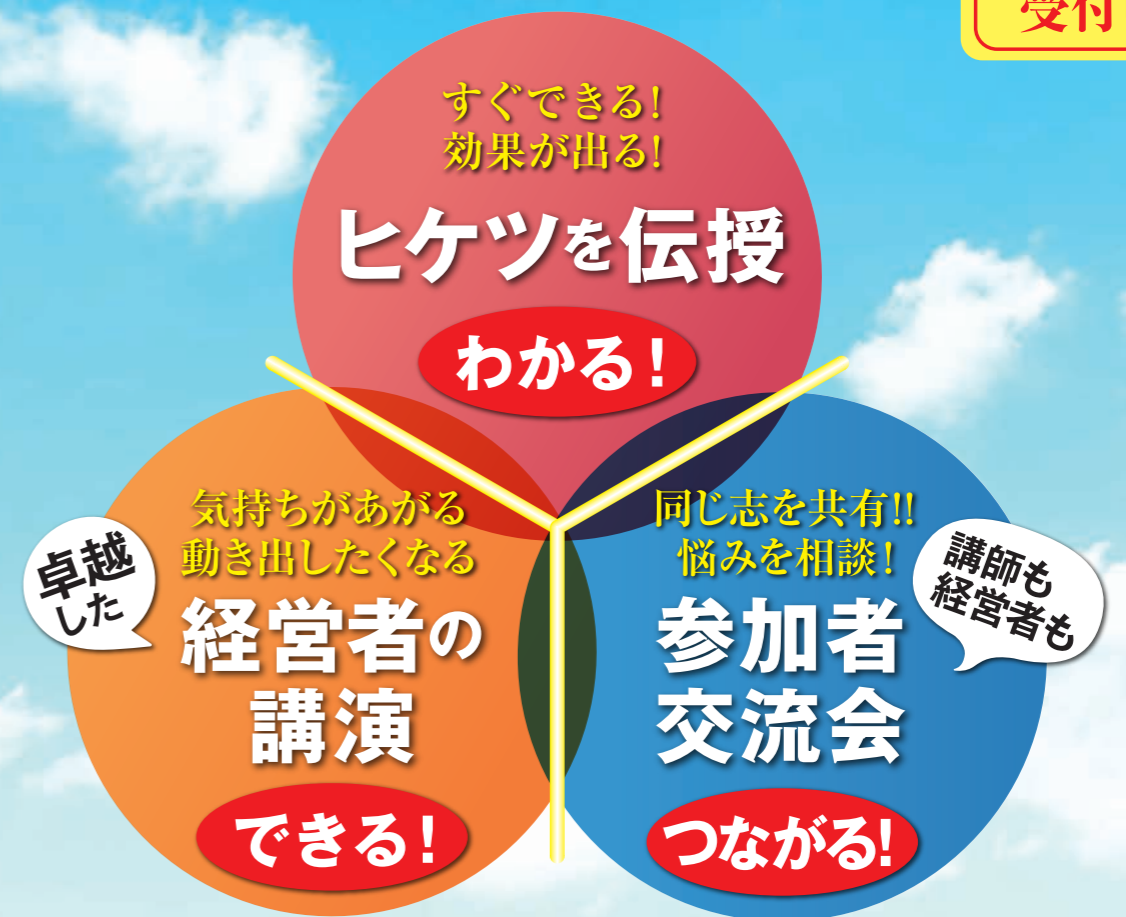 受付
すぐできる!
効果が出る!
ヒケツを伝授
わかる!
気持ちがあがる
動き出したくなる
卓越
した
経営者の
講演
できる!
同じ志を共有!!
悩みを相談!
講師も
経営者も
参加者
交流会
つながる!